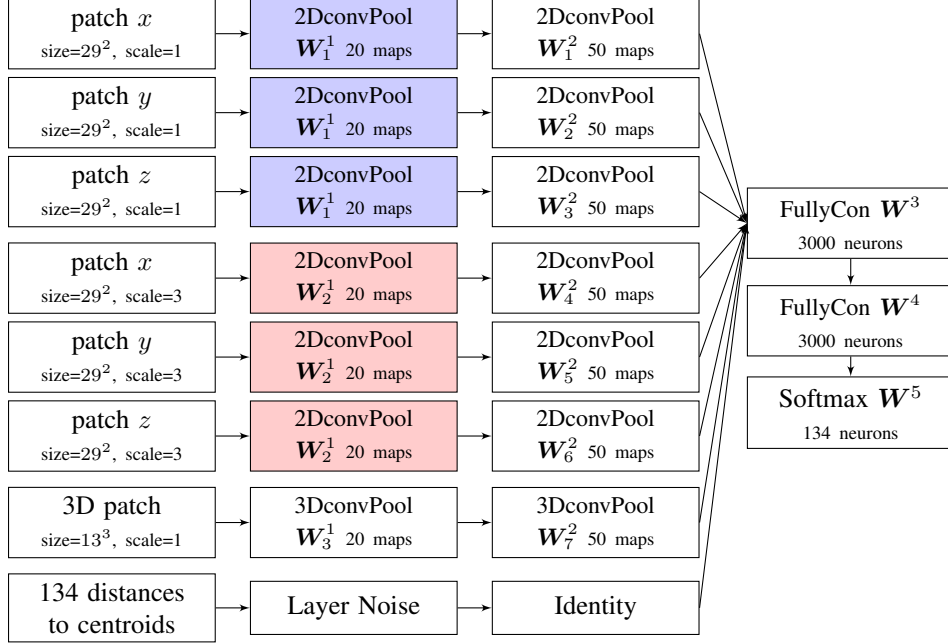 patch x
size=29², scale=1
2DconvPool
W₁¹ 20 maps
2DconvPool
W₁² 50 maps
patch y
size=29², scale=1
2DconvPool
W₁¹ 20 maps
2DconvPool
W₂² 50 maps
patch z
size=29², scale=1
2DconvPool
W₁¹ 20 maps
2DconvPool
W₃² 50 maps
patch x
size=29², scale=3
2DconvPool
W₂¹ 20 maps
2DconvPool
W₄² 50 maps
patch y
size=29², scale=3
2DconvPool
W₂¹ 20 maps
2DconvPool
W₅² 50 maps
patch z
size=29², scale=3
2DconvPool
W₂¹ 20 maps
2DconvPool
W₆² 50 maps
3D patch
size=13³, scale=1
3DconvPool
W₃¹ 20 maps
3DconvPool
W₇² 50 maps
134 distances
to centroids
Layer Noise
Identity
FullyCon W³
3000 neurons
FullyCon W⁴
3000 neurons
Softmax W⁵
134 neurons